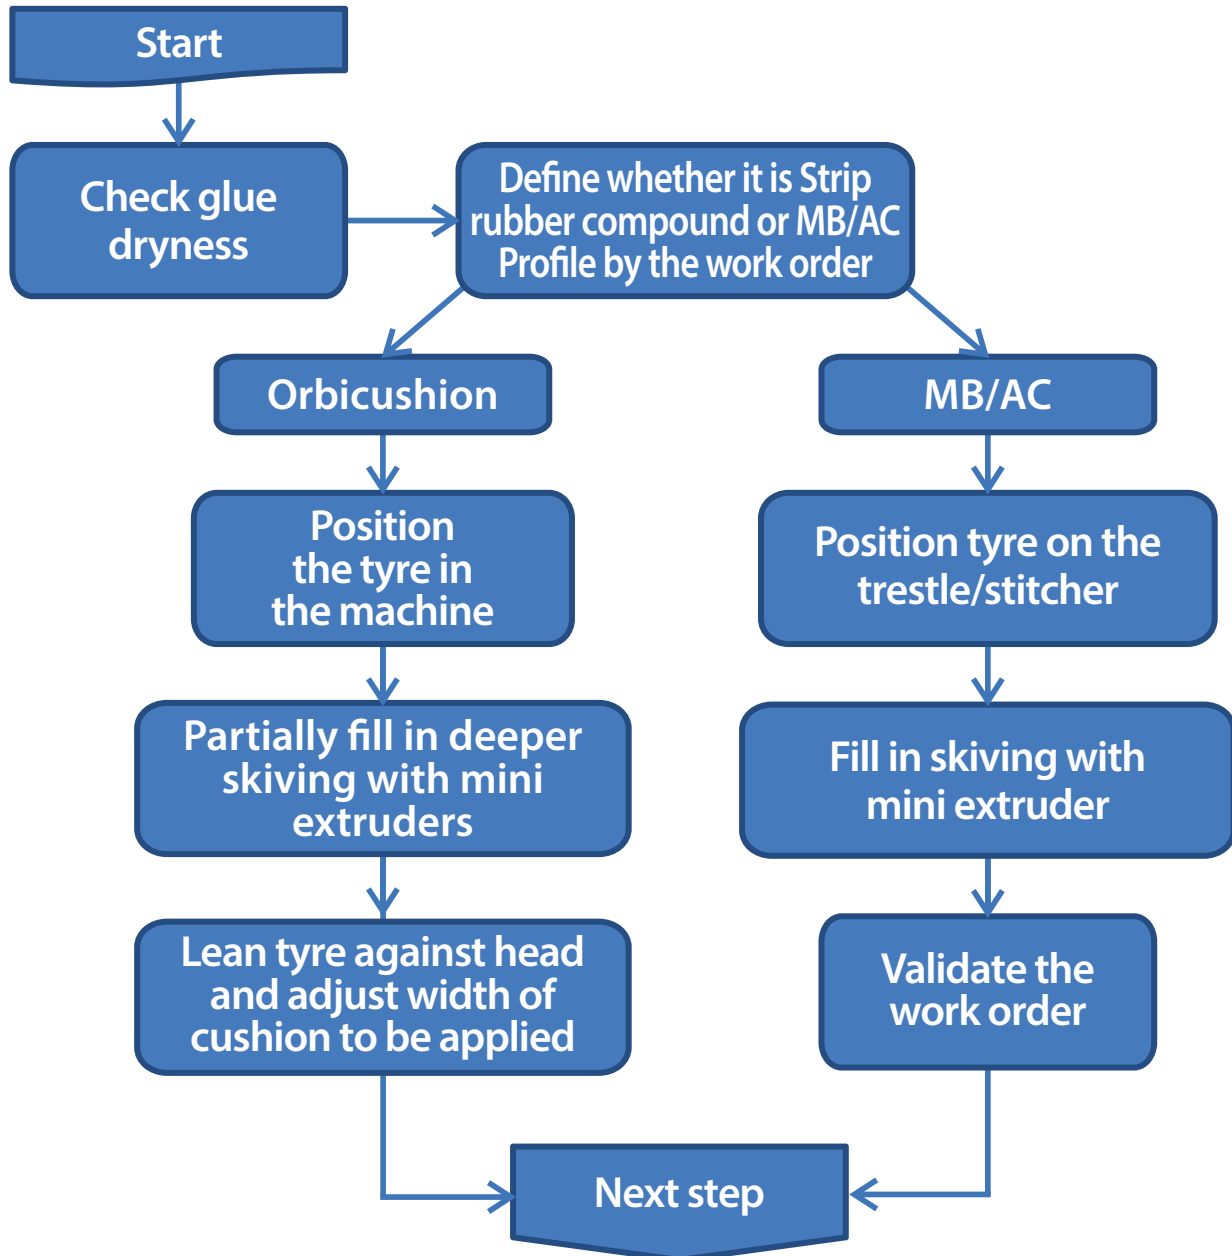 Start
Check glue
dryness
Define whether it is Strip
rubber compound or MB/AC
Profile by the work order
Orbicushion
MB/AC
Position
the tyre in
the machine
Position tyre on the
trestle/stitcher
Partially fill in deeper
skiving with mini
extruders
Fill in skiving with
mini extruder
Lean tyre against head
and adjust width of
cushion to be applied
Validate the
work order
Next step